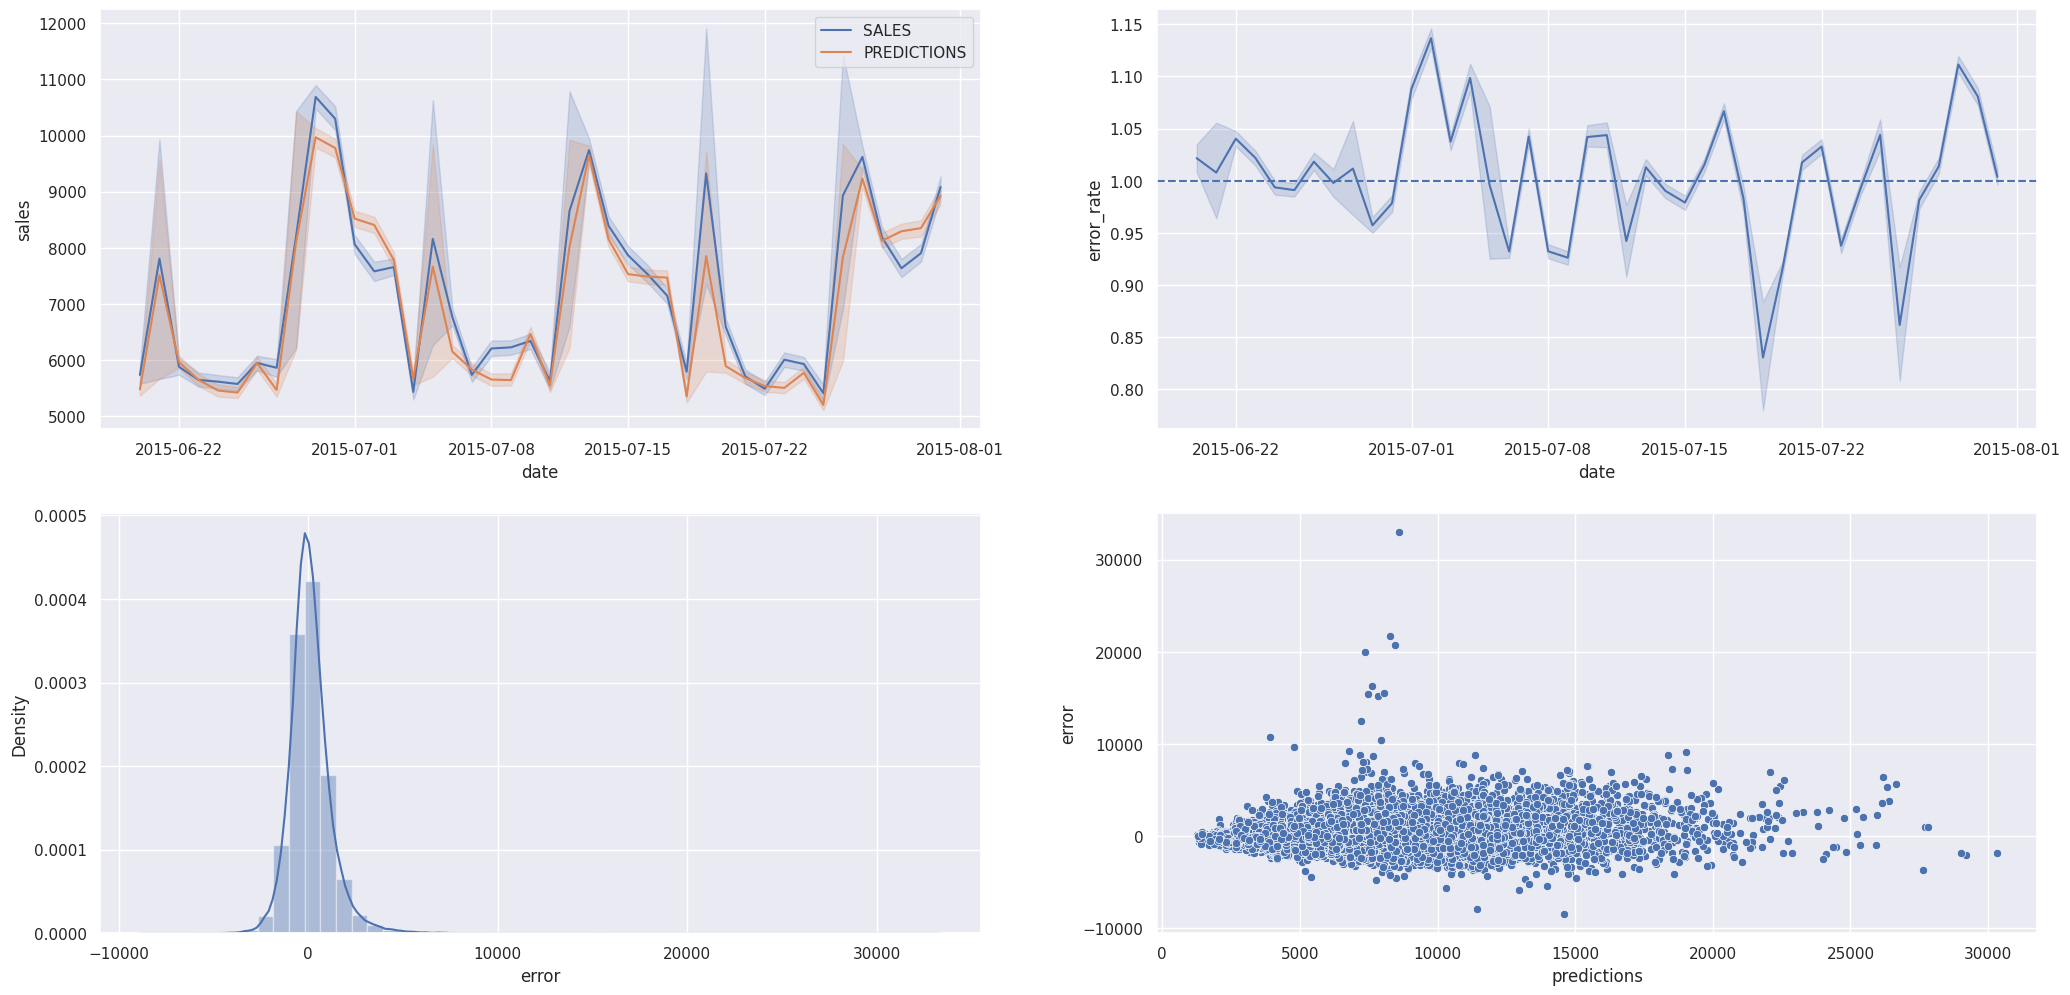 12000
11000
10000
9000
8000
7000
6000
5000
sales
SALES
PREDICTIONS
2015-06-22 2015-07-01 2015-07-08 2015-07-15 2015-07-22 2015-08-01
date
1.15
1.10
1.05
1.00
0.95
0.90
0.85
0.80
error_rate
2015-06-22 2015-07-01 2015-07-08 2015-07-15 2015-07-22 2015-08-01
date
0.0005
0.0004
0.0003
0.0002
0.0001
0.0000
Density
−10000 0 10000 20000 30000
error
30000
20000
10000
0
−10000
error
0 5000 10000 15000 20000 25000 30000
predictions